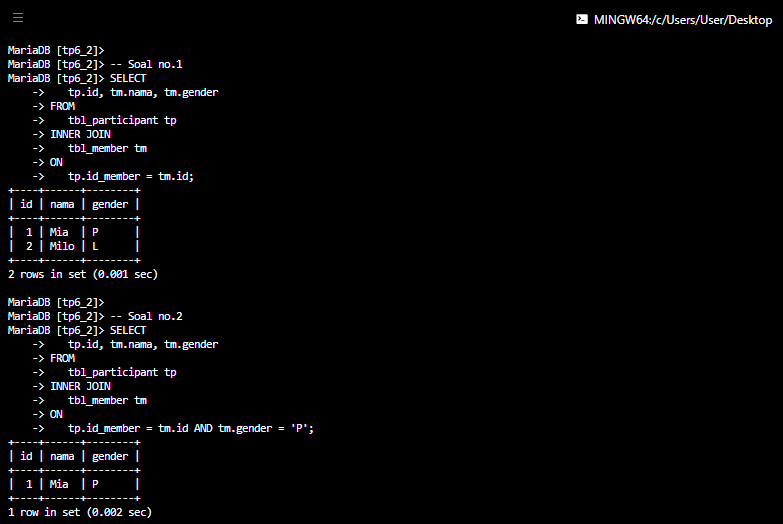 MINGW64:/c/Users/User/Desktop
MariaDB [tp6_2]>
MariaDB [tp6_2]> -- Soal no.1
MariaDB [tp6_2]> SELECT
    ->    tp.id, tm.nama, tm.gender
    -> FROM
    ->    tbl_participant tp
    -> INNER JOIN
    ->    tbl_member tm
    -> ON
    ->    tp.id_member = tm.id;
+----+------+--------+
| id | nama | gender |
+----+------+--------+
|  1 | Mia  | P      |
|  2 | Milo | L      |
+----+------+--------+
2 rows in set (0.001 sec)

MariaDB [tp6_2]>
MariaDB [tp6_2]> -- Soal no.2
MariaDB [tp6_2]> SELECT
    ->    tp.id, tm.nama, tm.gender
    -> FROM
    ->    tbl_participant tp
    -> INNER JOIN
    ->    tbl_member tm
    -> ON
    ->    tp.id_member = tm.id AND tm.gender = 'P';
+----+------+--------+
| id | nama | gender |
+----+------+--------+
|  1 | Mia  | P      |
+----+------+--------+
1 row in set (0.002 sec)